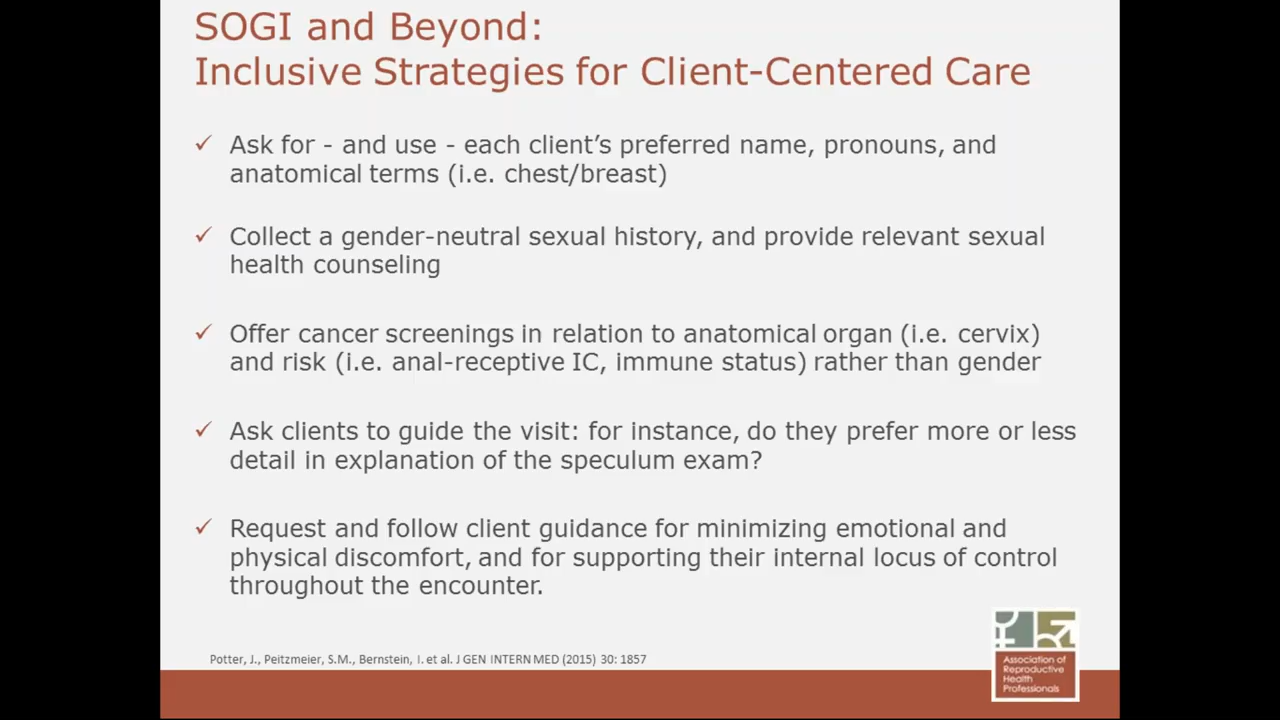 SOGI and Beyond:
Inclusive Strategies for Client-Centered Care
✓ Ask for - and use - each client's preferred name, pronouns, and
anatomical terms (i.e. chest/breast)
✓ Collect a gender-neutral sexual history, and provide relevant sexual
health counseling
✓ Offer cancer screenings in relation to anatomical organ (i.e. cervix)
and risk (i.e. anal-receptive IC, immune status) rather than gender
✓ Ask clients to guide the visit: for instance, do they prefer more or less
detail in explanation of the speculum exam?
✓ Request and follow client guidance for minimizing emotional and
physical discomfort, and for supporting their internal locus of control
throughout the encounter.
Potter, J., Peitzmeier, S.M., Bernstein, I. et al. J GEN INTERN MED (2015) 30: 1857
Association of
Reproductive
Health
Professionals